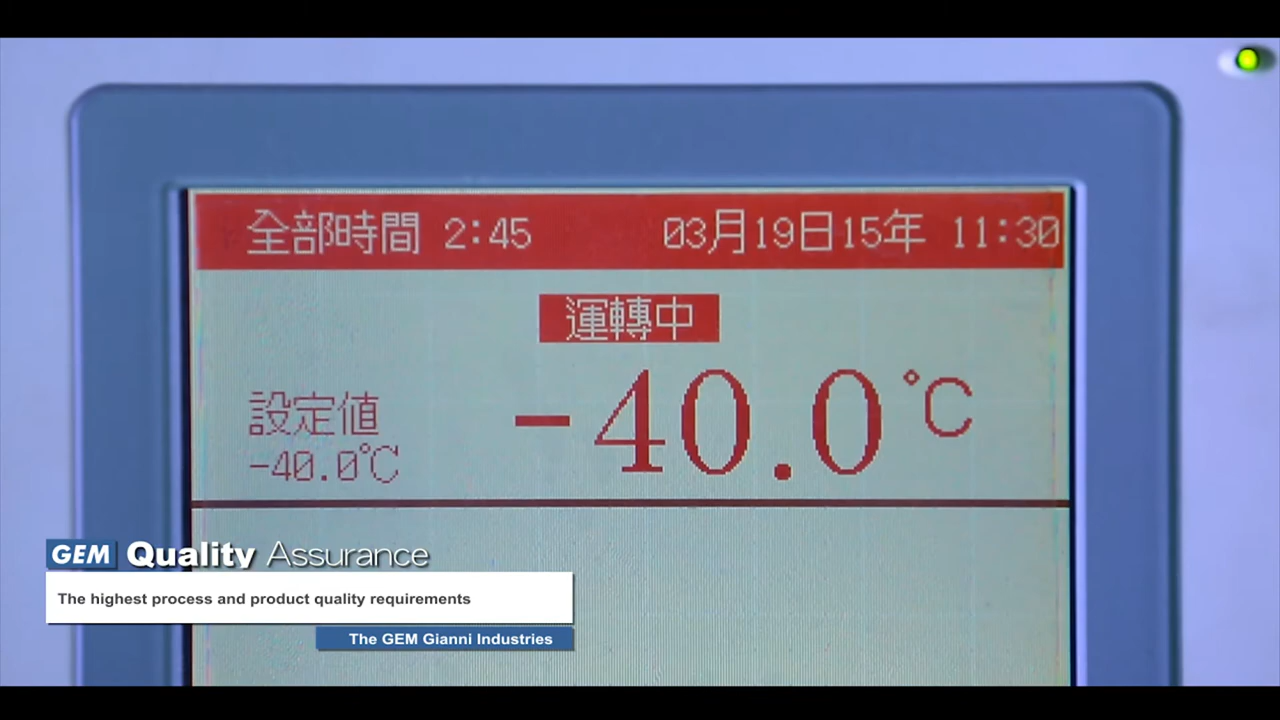 全部時間 2:45 03月19日15年 11:30
運轉中
設定值
-40.0℃
-40.0℃
GEM Quality Assurance
The highest process and product quality requirements
The GEM Gianni Industries